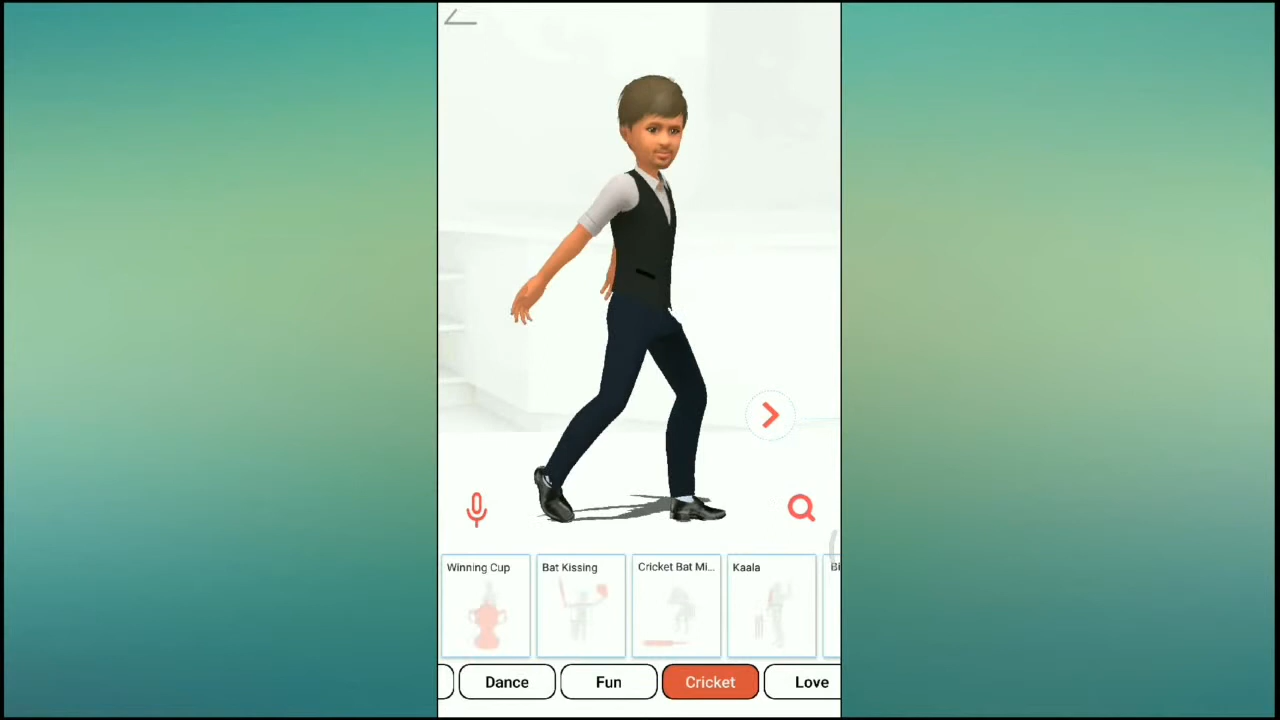 Winning Cup
Bat Kissing
Cricket Bat Mi...
Kaala
Dance
Fun
Cricket
Love